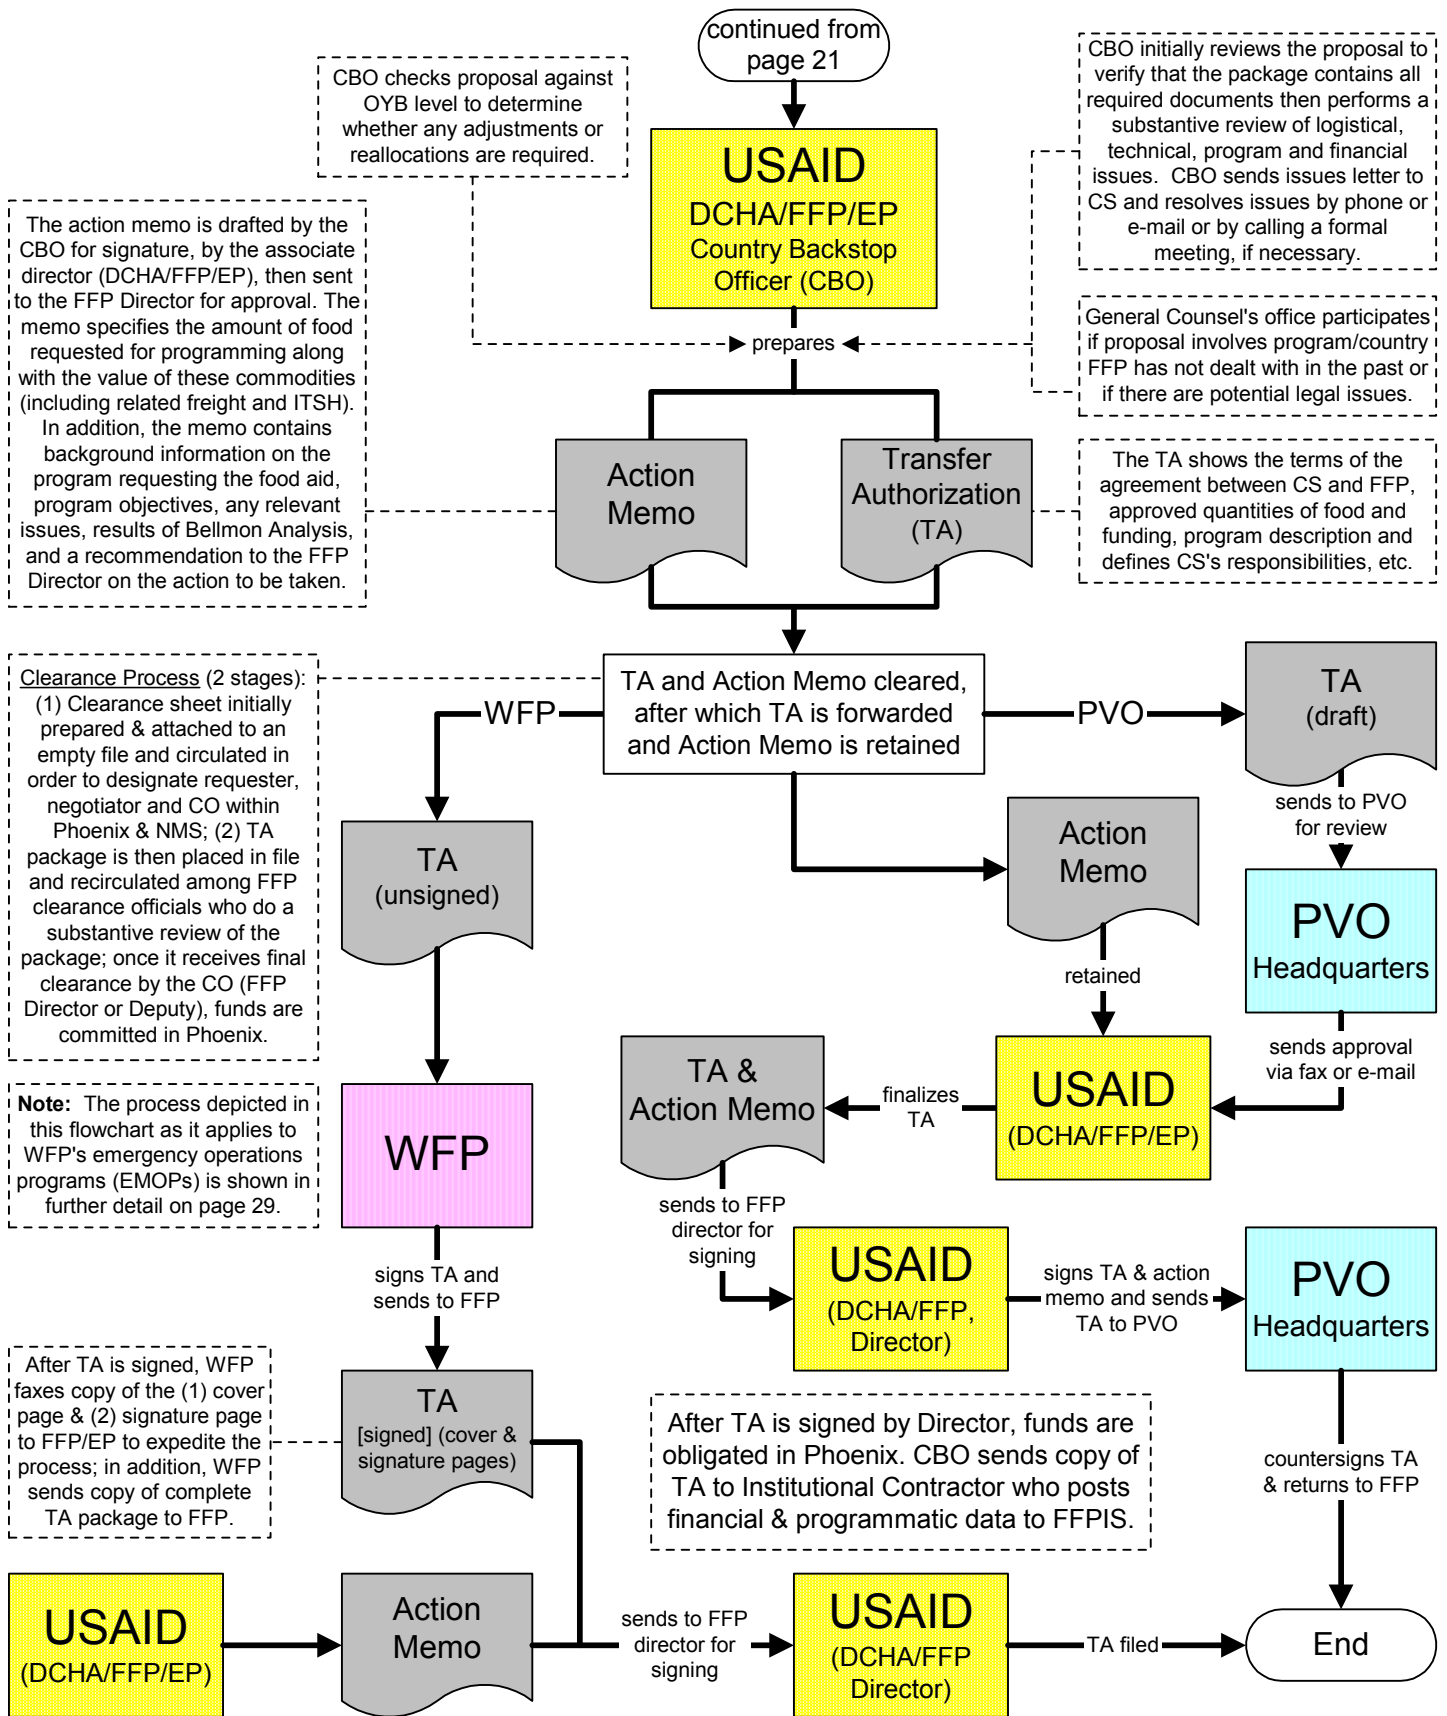 continued from
page 21
CBO checks proposal against
OYB level to determine
whether any adjustments or
reallocations are required.
USAID
DCHA/FFP/EP
Country Backstop
Officer (CBO)
CBO initially reviews the proposal to
verify that the package contains all
required documents then performs a
substantive review of logistical,
technical, program and financial
issues.  CBO sends issues letter to
CS and resolves issues by phone or
e-mail or by calling a formal
meeting, if necessary.
The action memo is drafted by the
CBO for signature, by the associate
director (DCHA/FFP/EP), then sent
to the FFP Director for approval. The
memo specifies the amount of food
requested for programming along
with the value of these commodities
(including related freight and ITSH).
In addition, the memo contains
background information on the
program requesting the food aid,
program objectives, any relevant
issues, results of Bellmon Analysis,
and a recommendation to the FFP
Director on the action to be taken.
prepares
General Counsel's office participates
if proposal involves program/country
FFP has not dealt with in the past or
if there are potential legal issues.
Action
Memo
Transfer
Authorization
(TA)
The TA shows the terms of the
agreement between CS and FFP,
approved quantities of food and
funding, program description and
defines CS's responsibilities, etc.
Clearance Process (2 stages):
(1) Clearance sheet initially
prepared & attached to an
empty file and circulated in
order to designate requester,
negotiator and CO within
Phoenix & NMS; (2) TA
package is then placed in file
and recirculated among FFP
clearance officials who do a
substantive review of the
package; once it receives final
clearance by the CO (FFP
Director or Deputy), funds are
committed in Phoenix.
WFP
TA and Action Memo cleared,
after which TA is forwarded
and Action Memo is retained
PVO
TA
(draft)
sends to PVO
for review
TA
(unsigned)
Action
Memo
PVO
Headquarters
retained
sends approval
via fax or e-mail
Note:  The process depicted in
this flowchart as it applies to
WFP's emergency operations
programs (EMOPs) is shown in
further detail on page 29.
WFP
TA &
Action Memo
finalizes
TA
USAID
(DCHA/FFP/EP)
sends to FFP
director for
signing
signs TA and
sends to FFP
USAID
(DCHA/FFP,
Director)
signs TA & action
memo and sends
TA to PVO
PVO
Headquarters
After TA is signed, WFP
faxes copy of the (1) cover
page & (2) signature page
to FFP/EP to expedite the
process; in addition, WFP
sends copy of complete
TA package to FFP.
TA
[signed] (cover &
signature pages)
After TA is signed by Director, funds are
obligated in Phoenix. CBO sends copy of
TA to Institutional Contractor who posts
financial & programmatic data to FFPIS.
countersigns TA
& returns to FFP
USAID
(DCHA/FFP/EP)
Action
Memo
sends to FFP
director for
signing
USAID
(DCHA/FFP
Director)
TA filed
End